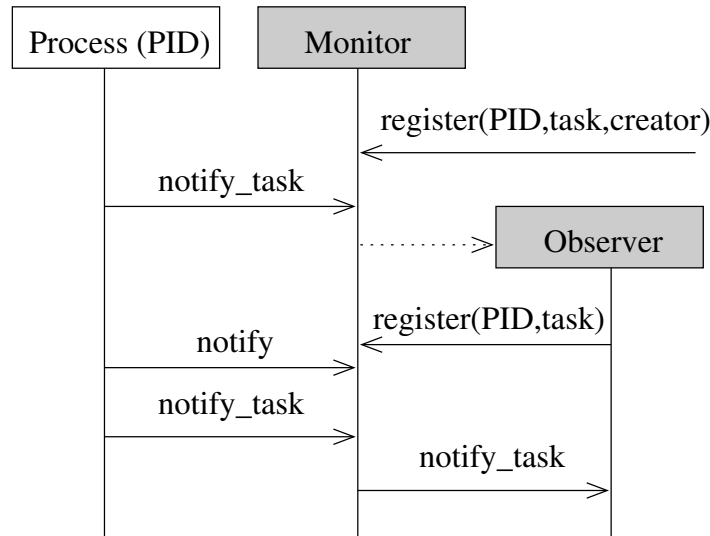 Process (PID)
Monitor
register(PID,task,creator)
notify_task
Observer
register(PID,task)
notify
notify_task
notify_task